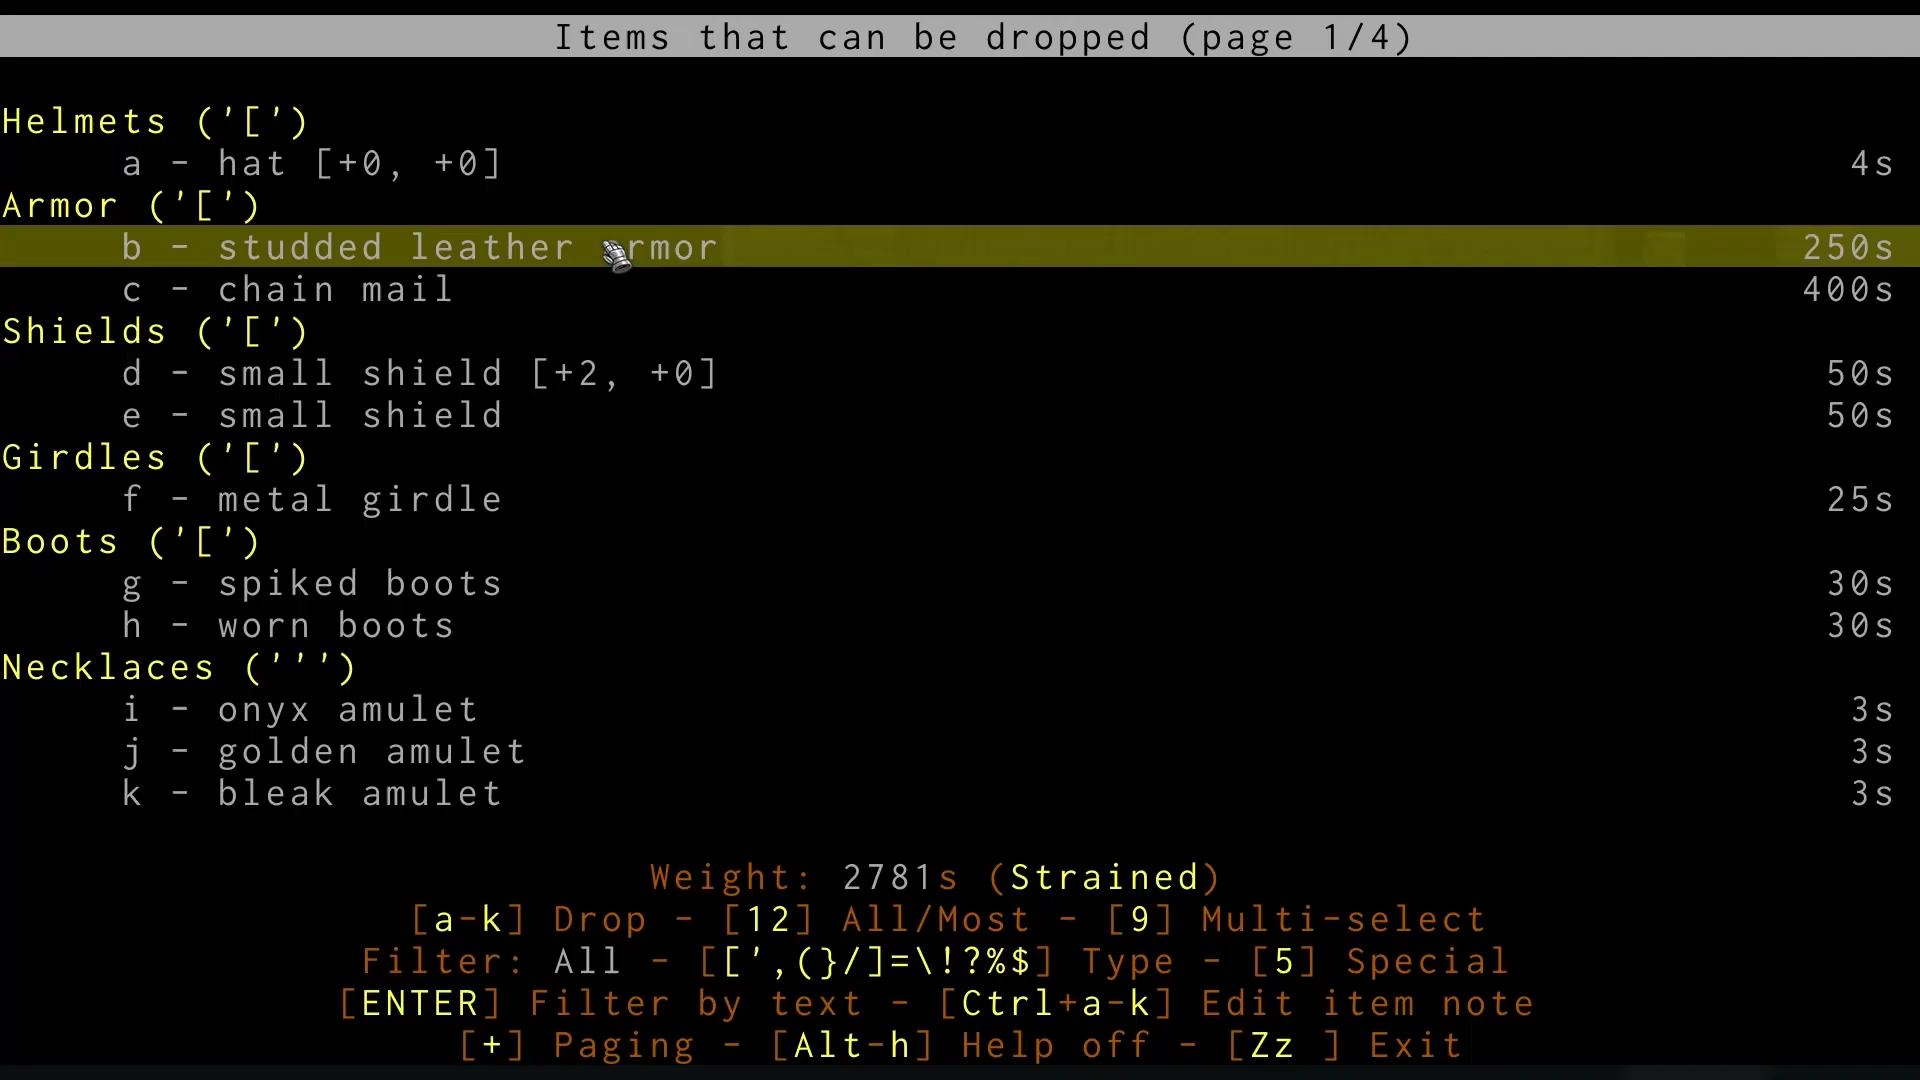 Items that can be dropped (page 1/4)
Helmets ('[')
a - hat [+0, +0] 4s
Armor ('[')
b - studded leather armor 250s
c - chain mail 400s
Shields ('[')
d - small shield [+2, +0] 50s
e - small shield 50s
Girdles ('[')
f - metal girdle 25s
Boots ('[')
g - spiked boots 30s
h - worn boots 30s
Necklaces (''')
i - onyx amulet 3s
j - golden amulet 3s
k - bleak amulet 3s
Weight: 2781s (Strained)
[a-k] Drop - [12] All/Most - [9] Multi-select
Filter: All - [[',(}/]=\!?%$] Type - [5] Special
[ENTER] Filter by text - [Ctrl+a-k] Edit item note
[+] Paging - [Alt-h] Help off - [Zz ] Exit